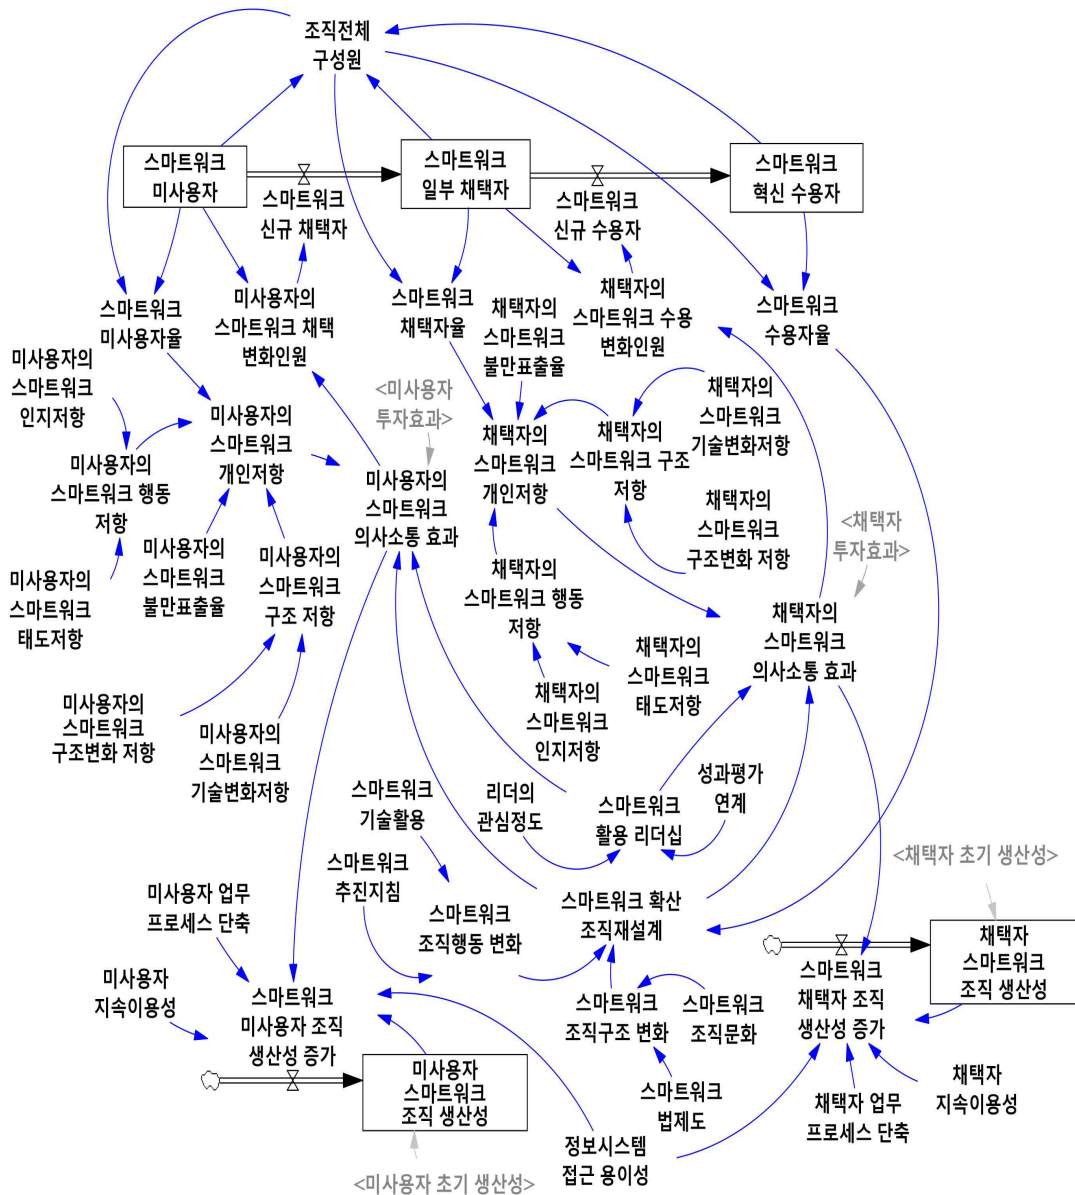 조직전체
구성원
스마트워크
미사용자
스마트워크
일부 채택자
스마트워크
혁신 수용자
스마트워크
신규 채택자
스마트워크
신규 수용자
스마트워크
미사용자율
미사용자의
스마트워크 채택
변화인원
스마트워크
채택자율
채택자의
스마트워크
불만표출율
채택자의
스마트워크 수용
변화인원
스마트워크
수용자율
미사용자의
스마트워크
인지저항
미사용자의
스마트워크
개인저항
<미사용자
투자효과>
채택자의
스마트워크
개인저항
채택자의
스마트워크 구조
저항
채택자의
스마트워크
기술변화저항
미사용자의
스마트워크 행동
저항
미사용자의
스마트워크
의사소통 효과
채택자의
스마트워크
구조변화 저항
<채택자
투자효과>
미사용자의
스마트워크
태도저항
미사용자의
스마트워크
불만표출율
미사용자의
스마트워크
구조 저항
채택자의
스마트워크 행동
저항
채택자의
스마트워크
의사소통 효과
채택자의
스마트워크
태도저항
채택자의
스마트워크
인지저항
미사용자의
스마트워크
구조변화 저항
미사용자의
스마트워크
기술변화저항
스마트워크
기술활용
리더의
관심정도
스마트워크
활용 리더십
성과평가
연계
<채택자 초기 생산성>
스마트워크
추진지침
미사용자 업무
프로세스 단축
스마트워크
조직행동 변화
스마트워크 확산
조직재설계
채택자
스마트워크
조직 생산성
미사용자
지속이용성
스마트워크
미사용자 조직
생산성 증가
스마트워크
조직구조 변화
스마트워크
조직문화
스마트워크
채택자 조직
생산성 증가
미사용자
스마트워크
조직 생산성
스마트워크
법제도
채택자 업무
프로세스 단축
채택자
지속이용성
정보시스템
접근 용이성
<미사용자 초기 생산성>